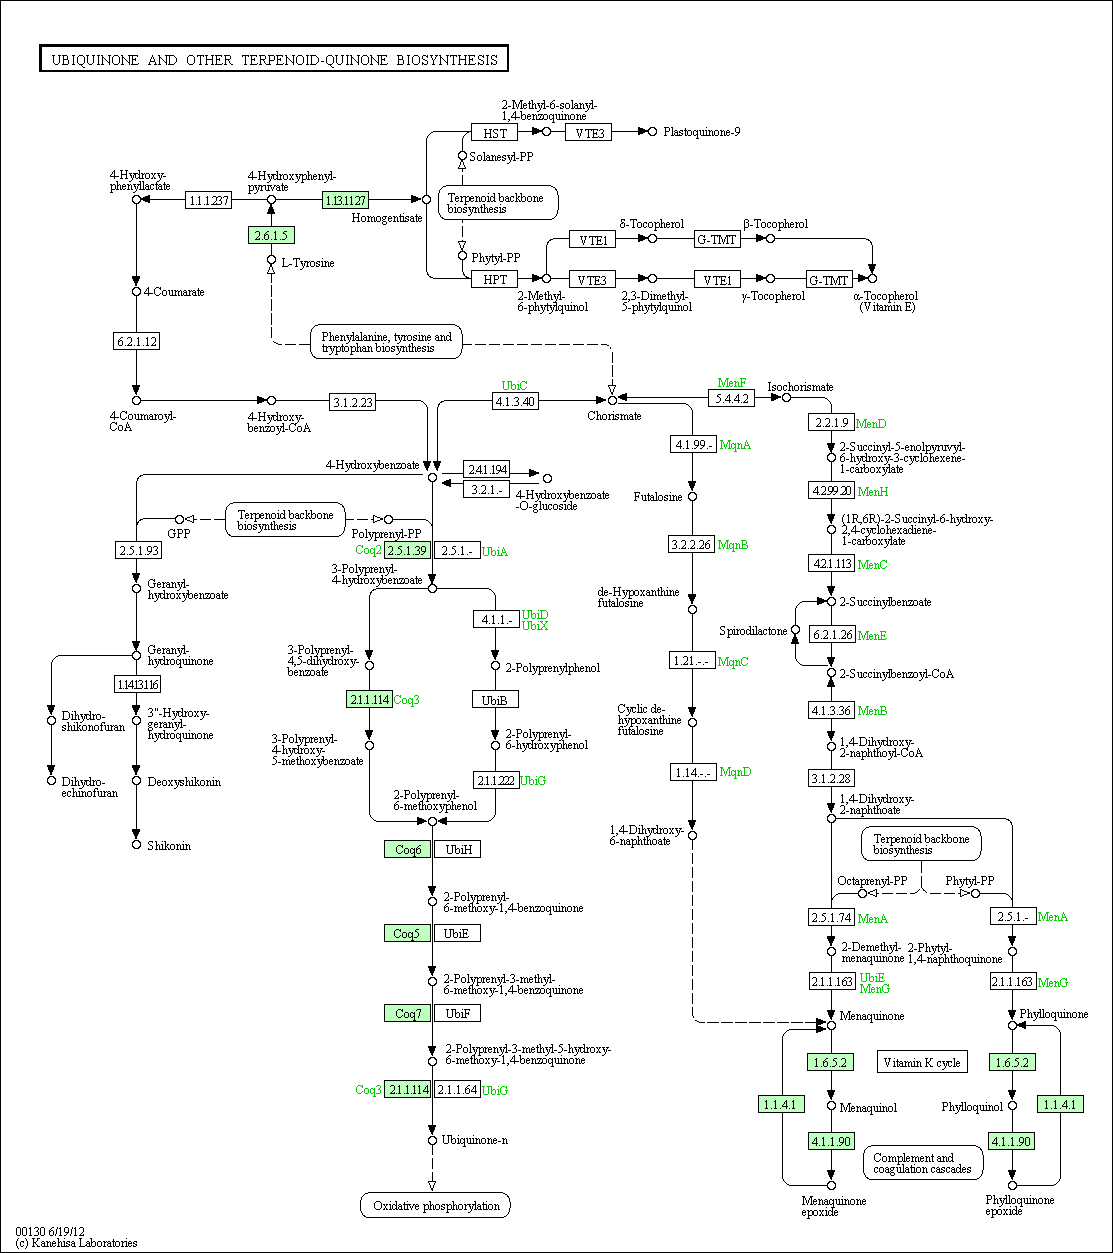 UBIQUINONE AND OTHER TERPENOID-QUINONE BIOSYNTHESIS
2-Methyl-6-solanyl-
1,4-benzoquinone
HST
VTE3
Plastoquinone-9
Solanesyl-PP
4-Hydroxy-
phenyllactate
1.1.1.237
4-Hydroxyphenyl-
pyruvate
1.13.11.27
Homogentisate
Terpenoid backbone
biosynthesis
2.6.1.5
L-Tyrosine
Phytyl-PP
VTE1
δ-Tocopherol
G-TMT
β-Tocopherol
HPT
2-Methyl-
6-phytylquinol
VTE3
2,3-Dimethyl-
5-phytylquinol
VTE1
γ-Tocopherol
G-TMT
α-Tocopherol
(Vitamin E)
4-Coumarate
6.2.1.12
Phenylalanine, tyrosine and
tryptophan biosynthesis
4-Coumaroyl-
CoA
4-Hydroxy-
benzoyl-CoA
3.1.2.23
UbiC
4.1.3.40
Chorismate
MenF
5.4.4.2
Isochorismate
2.2.1.9
MenD
4.1.99.-
MqnA
2-Succinyl-5-enolpyruvyl-
6-hydroxy-3-cyclohexene-
1-carboxylate
4-Hydroxybenzoate
2.4.1.194
3.2.1.-
4-Hydroxybenzoate
-O-glucoside
Futalosine
4.2.99.20
MenH
GPP
Terpenoid backbone
biosynthesis
Polyprenyl-PP
(1R,6R)-2-Succinyl-6-hydroxy-
2,4-cyclohexadiene-
1-carboxylate
2.5.1.93
Coq2
2.5.1.39
2.5.1.-
UbiA
3.2.2.26
MqnB
4.2.1.113
MenC
3-Polyprenyl-
4-hydroxybenzoate
Geranyl-
hydroxybenzoate
de-Hypoxanthine
futalosine
2-Succinylbenzoate
4.1.1.-
UbiD
UbiX
Spirodilactone
6.2.1.26
MenE
Geranyl-
hydroquinone
3-Polyprenyl-
4,5-dihydroxy-
benzoate
2-Polyprenylphenol
1.21.-.-
MqnC
2-Succinylbenzoyl-CoA
1.14.13.116
2.1.1.114
Coq3
UbiB
4.1.3.36
MenB
Dihydro-
shikonofuran
3"-Hydroxy-
geranyl-
hydroquinone
Cyclic de-
hypoxanthine
futalosine
3-Polyprenyl-
4-hydroxy-
5-methoxybenzoate
2-Polyprenyl-
6-hydroxyphenol
1,4-Dihydroxy-
2-naphthoyl-CoA
Dihydro-
echinofuran
Deoxyshikonin
2.1.1.222
UbiG
1.14.-.-
MqnD
3.1.2.28
2-Polyprenyl-
6-methoxyphenol
1,4-Dihydroxy-
2-naphthoate
Shikonin
Coq6
UbiH
1,4-Dihydroxy-
6-naphthoate
Terpenoid backbone
biosynthesis
Octaprenyl-PP
Phytyl-PP
2-Polyprenyl-
6-methoxy-1,4-benzoquinone
2.5.1.74
MenA
2.5.1.-
MenA
Coq5
UbiE
2-Demethyl-
menaquinone
2-Phytyl-
1,4-naphthoquinone
2-Polyprenyl-3-methyl-
6-methoxy-1,4-benzoquinone
2.1.1.163
UbiE
MenG
2.1.1.163
MenG
Coq7
UbiF
Menaquinone
Phylloquinone
2-Polyprenyl-3-methyl-5-hydroxy-
6-methoxy-1,4-benzoquinone
1.6.5.2
Vitamin K cycle
1.6.5.2
Coq3
2.1.1.114
2.1.1.64
UbiG
1.1.4.1
Menaquinol
Phylloquinol
1.1.4.1
Ubiquinone-n
4.1.1.90
4.1.1.90
Complement and
coagulation cascades
Oxidative phosphorylation
Menaquinone
epoxide
Phylloquinone
epoxide
00130 6/19/12
(c) Kanehisa Laboratories